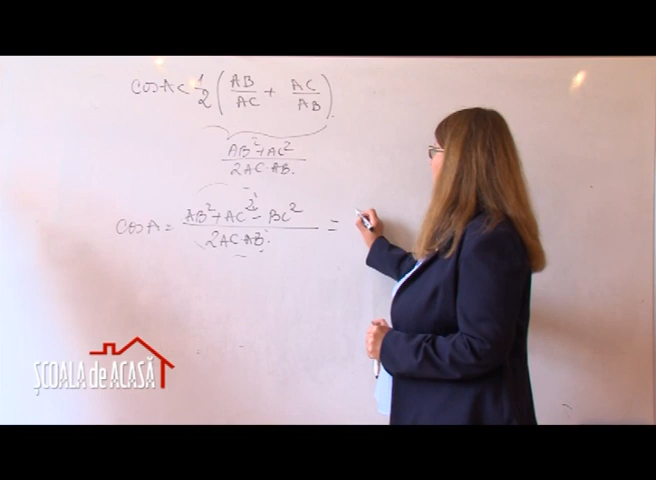 cos A < 1/2 ( AB/AC + AC/AB ).
AB² + AC² / 2AC·AB.
cos A = AB² + AC² - BC² / 2AC·AB. =
ȘCOALA de ACASĂ